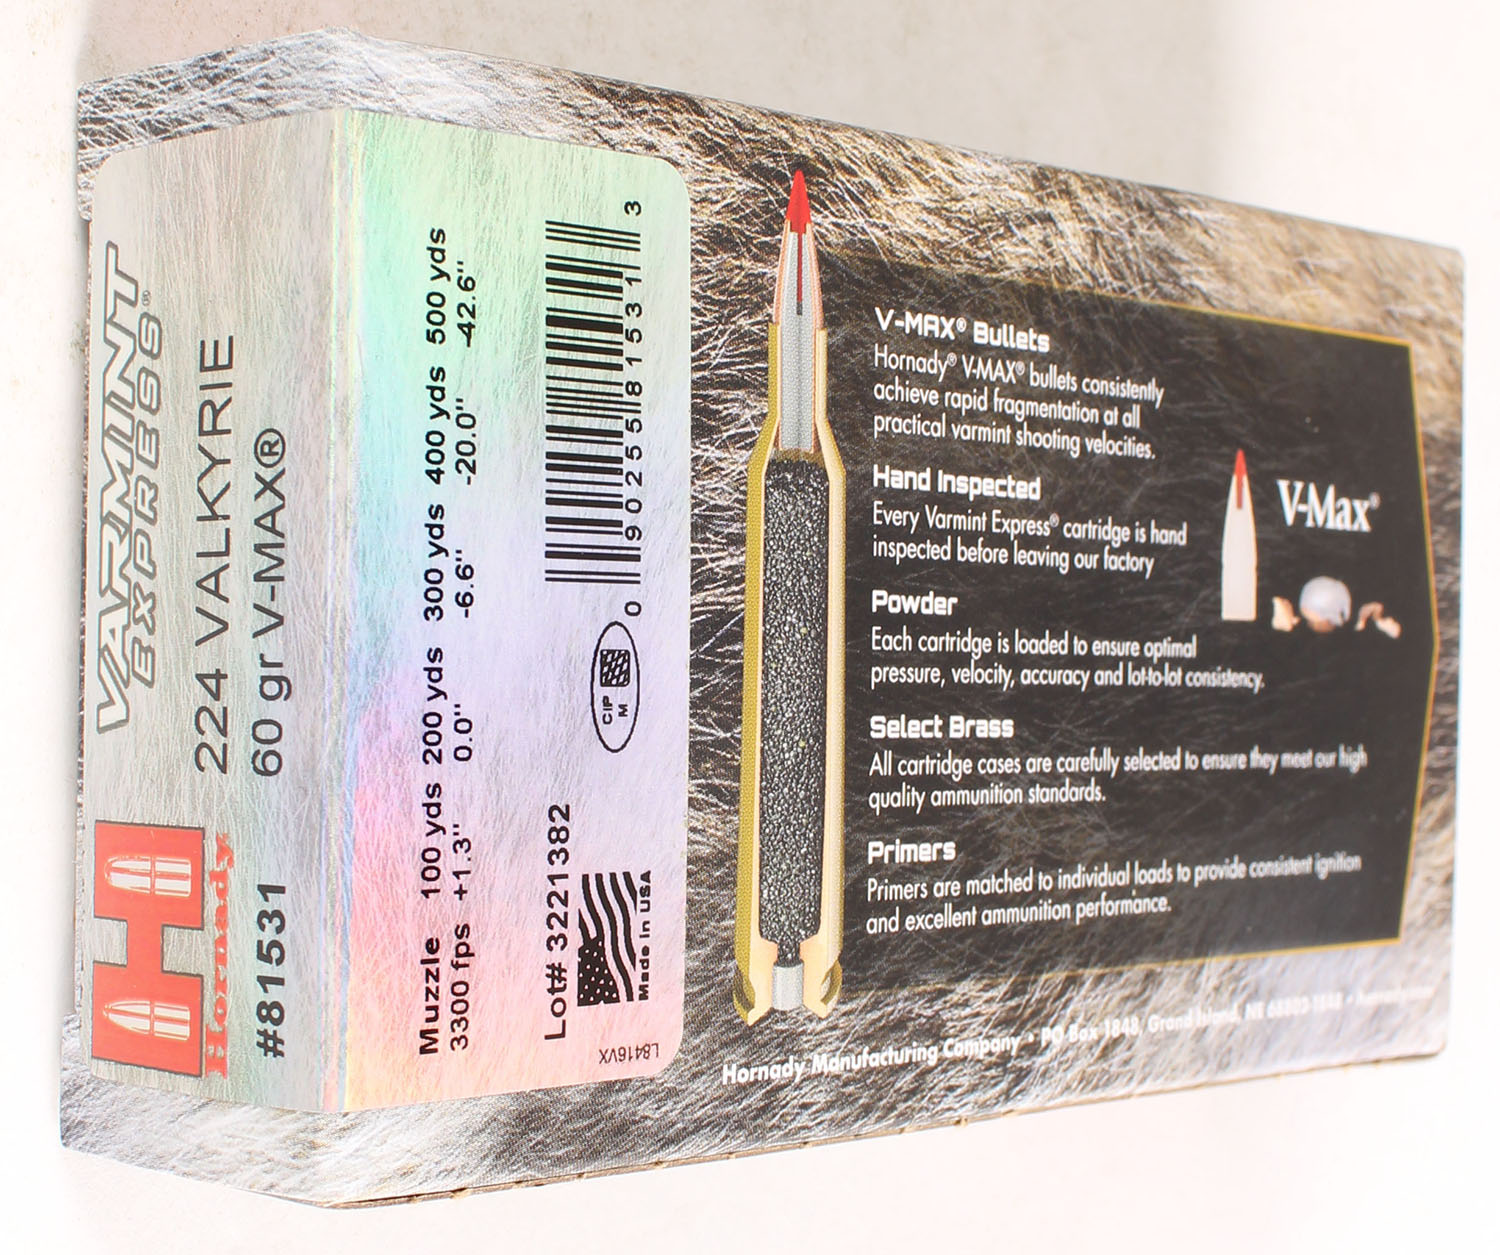 VARMINT
EXPRESS®
224 VALKYRIE
60 gr V-MAX®
Hornady
#81531
Muzzle 100 yds 200 yds 300 yds 400 yds 500 yds
3300 fps +1.3" 0.0" -6.6" -20.0" -42.6"
Lot# 3221382
Made in USA
CIP
M
0 90255 81531 3
L8416VX
V-MAX® Bullets
Hornady® V-MAX® bullets consistently
achieve rapid fragmentation at all
practical varmint shooting velocities.
Hand Inspected
Every Varmint Express® cartridge is hand
inspected before leaving our factory
Powder
Each cartridge is loaded to ensure optimal
pressure, velocity, accuracy and lot-to-lot consistency.
Select Brass
All cartridge cases are carefully selected to ensure they meet our high
quality ammunition standards.
Primers
Primers are matched to individual loads to provide consistent ignition
and excellent ammunition performance.
V-Max®
Hornady Manufacturing Company • PO Box 1848, Grand Island, NE 68802-1848 •